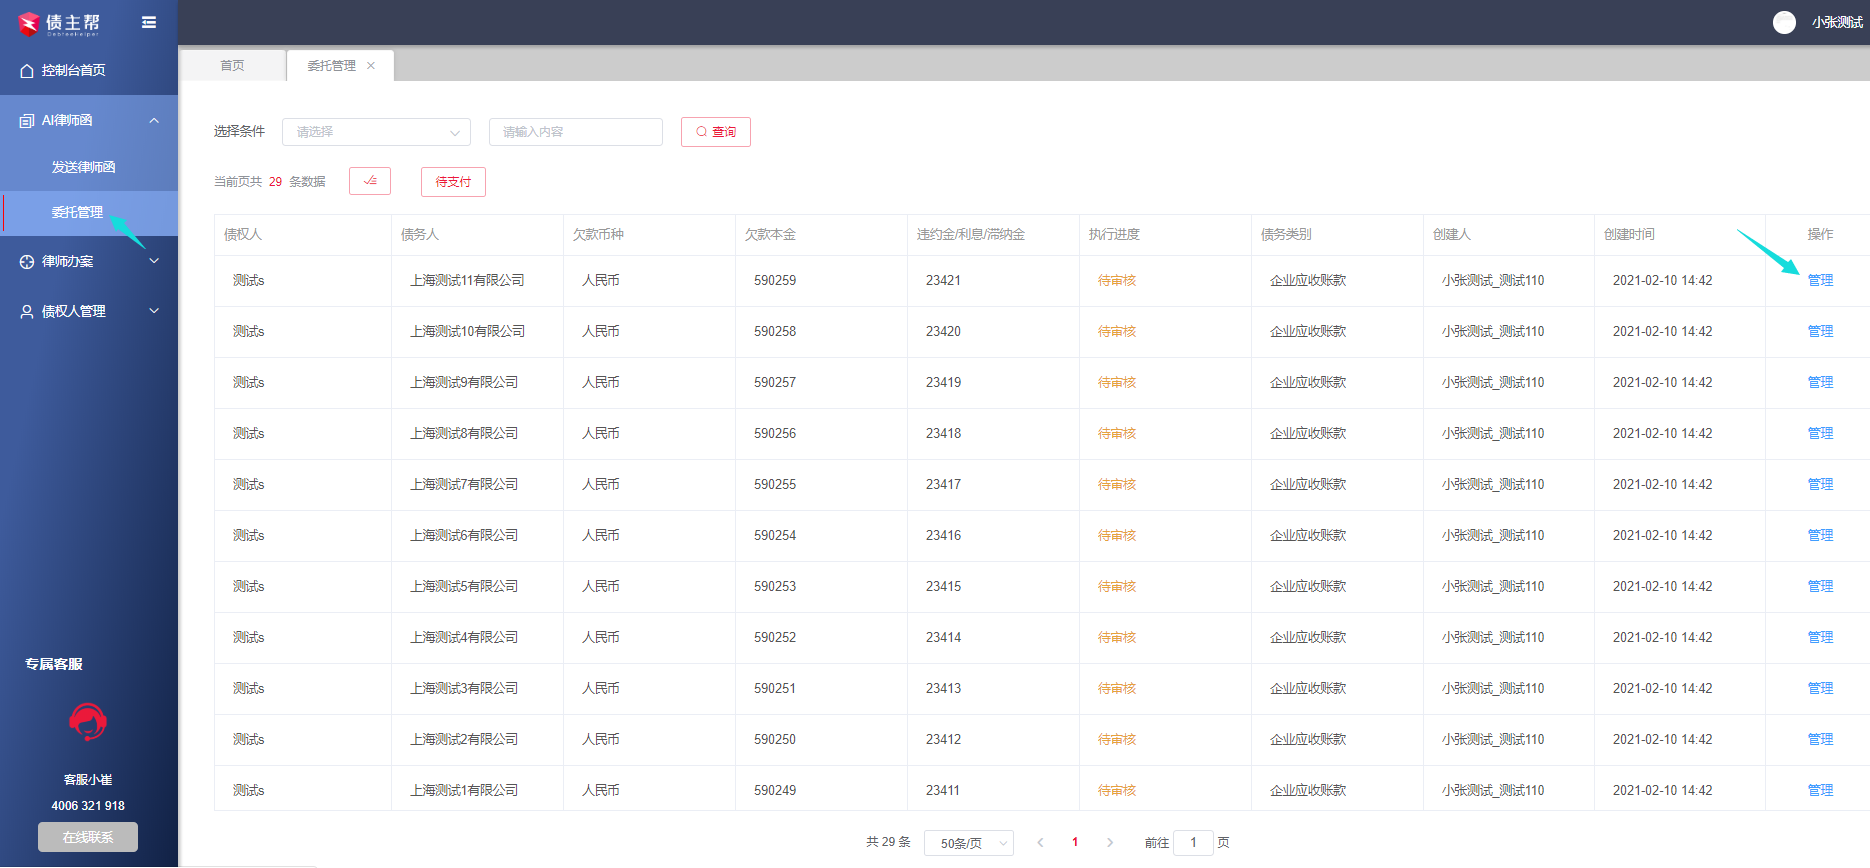 债主帮
DebreeHelper
小张测试
控制台首页
AI律师函
发送律师函
委托管理
律师办案
债权人管理
专属客服
客服小崔
4006 321 918
在线联系
首页 委托管理 ×
选择条件 请选择 请输入内容 查询
当前页共 29 条数据 待支付
债权人 债务人 欠款币种 欠款本金 违约金/利息/滞纳金 执行进度 债务类别 创建人 创建时间 操作
测试s 上海测试11有限公司 人民币 590259 23421 待审核 企业应收账款 小张测试_测试110 2021-02-10 14:42 管理
测试s 上海测试10有限公司 人民币 590258 23420 待审核 企业应收账款 小张测试_测试110 2021-02-10 14:42 管理
测试s 上海测试9有限公司 人民币 590257 23419 待审核 企业应收账款 小张测试_测试110 2021-02-10 14:42 管理
测试s 上海测试8有限公司 人民币 590256 23418 待审核 企业应收账款 小张测试_测试110 2021-02-10 14:42 管理
测试s 上海测试7有限公司 人民币 590255 23417 待审核 企业应收账款 小张测试_测试110 2021-02-10 14:42 管理
测试s 上海测试6有限公司 人民币 590254 23416 待审核 企业应收账款 小张测试_测试110 2021-02-10 14:42 管理
测试s 上海测试5有限公司 人民币 590253 23415 待审核 企业应收账款 小张测试_测试110 2021-02-10 14:42 管理
测试s 上海测试4有限公司 人民币 590252 23414 待审核 企业应收账款 小张测试_测试110 2021-02-10 14:42 管理
测试s 上海测试3有限公司 人民币 590251 23413 待审核 企业应收账款 小张测试_测试110 2021-02-10 14:42 管理
测试s 上海测试2有限公司 人民币 590250 23412 待审核 企业应收账款 小张测试_测试110 2021-02-10 14:42 管理
测试s 上海测试1有限公司 人民币 590249 23411 待审核 企业应收账款 小张测试_测试110 2021-02-10 14:42 管理
共 29 条 50条/页 1 前往 1 页